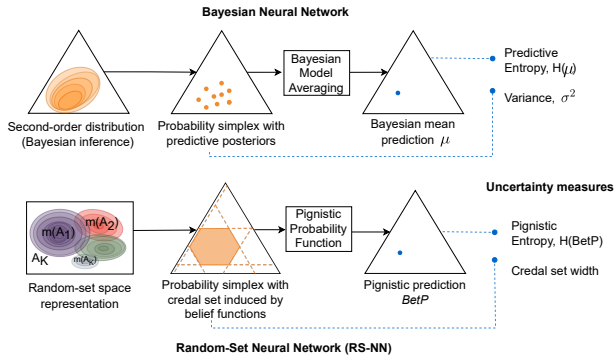 Bayesian Neural Network
Bayesian
Model
Averaging
Predictive
Entropy, H(μ)
Variance, σ²
Second-order distribution
(Bayesian inference)
Probability simplex with
predictive posteriors
Bayesian mean
prediction μ
Uncertainty measures
m(A₁)
m(A₂)
m(A_K)
A_K
Pignistic
Probability
Function
Pignistic
Entropy, H(BetP)
Credal set width
Random-set space
representation
Probability simplex with
credal set induced by
belief functions
Pignistic prediction
BetP
Random-Set Neural Network (RS-NN)